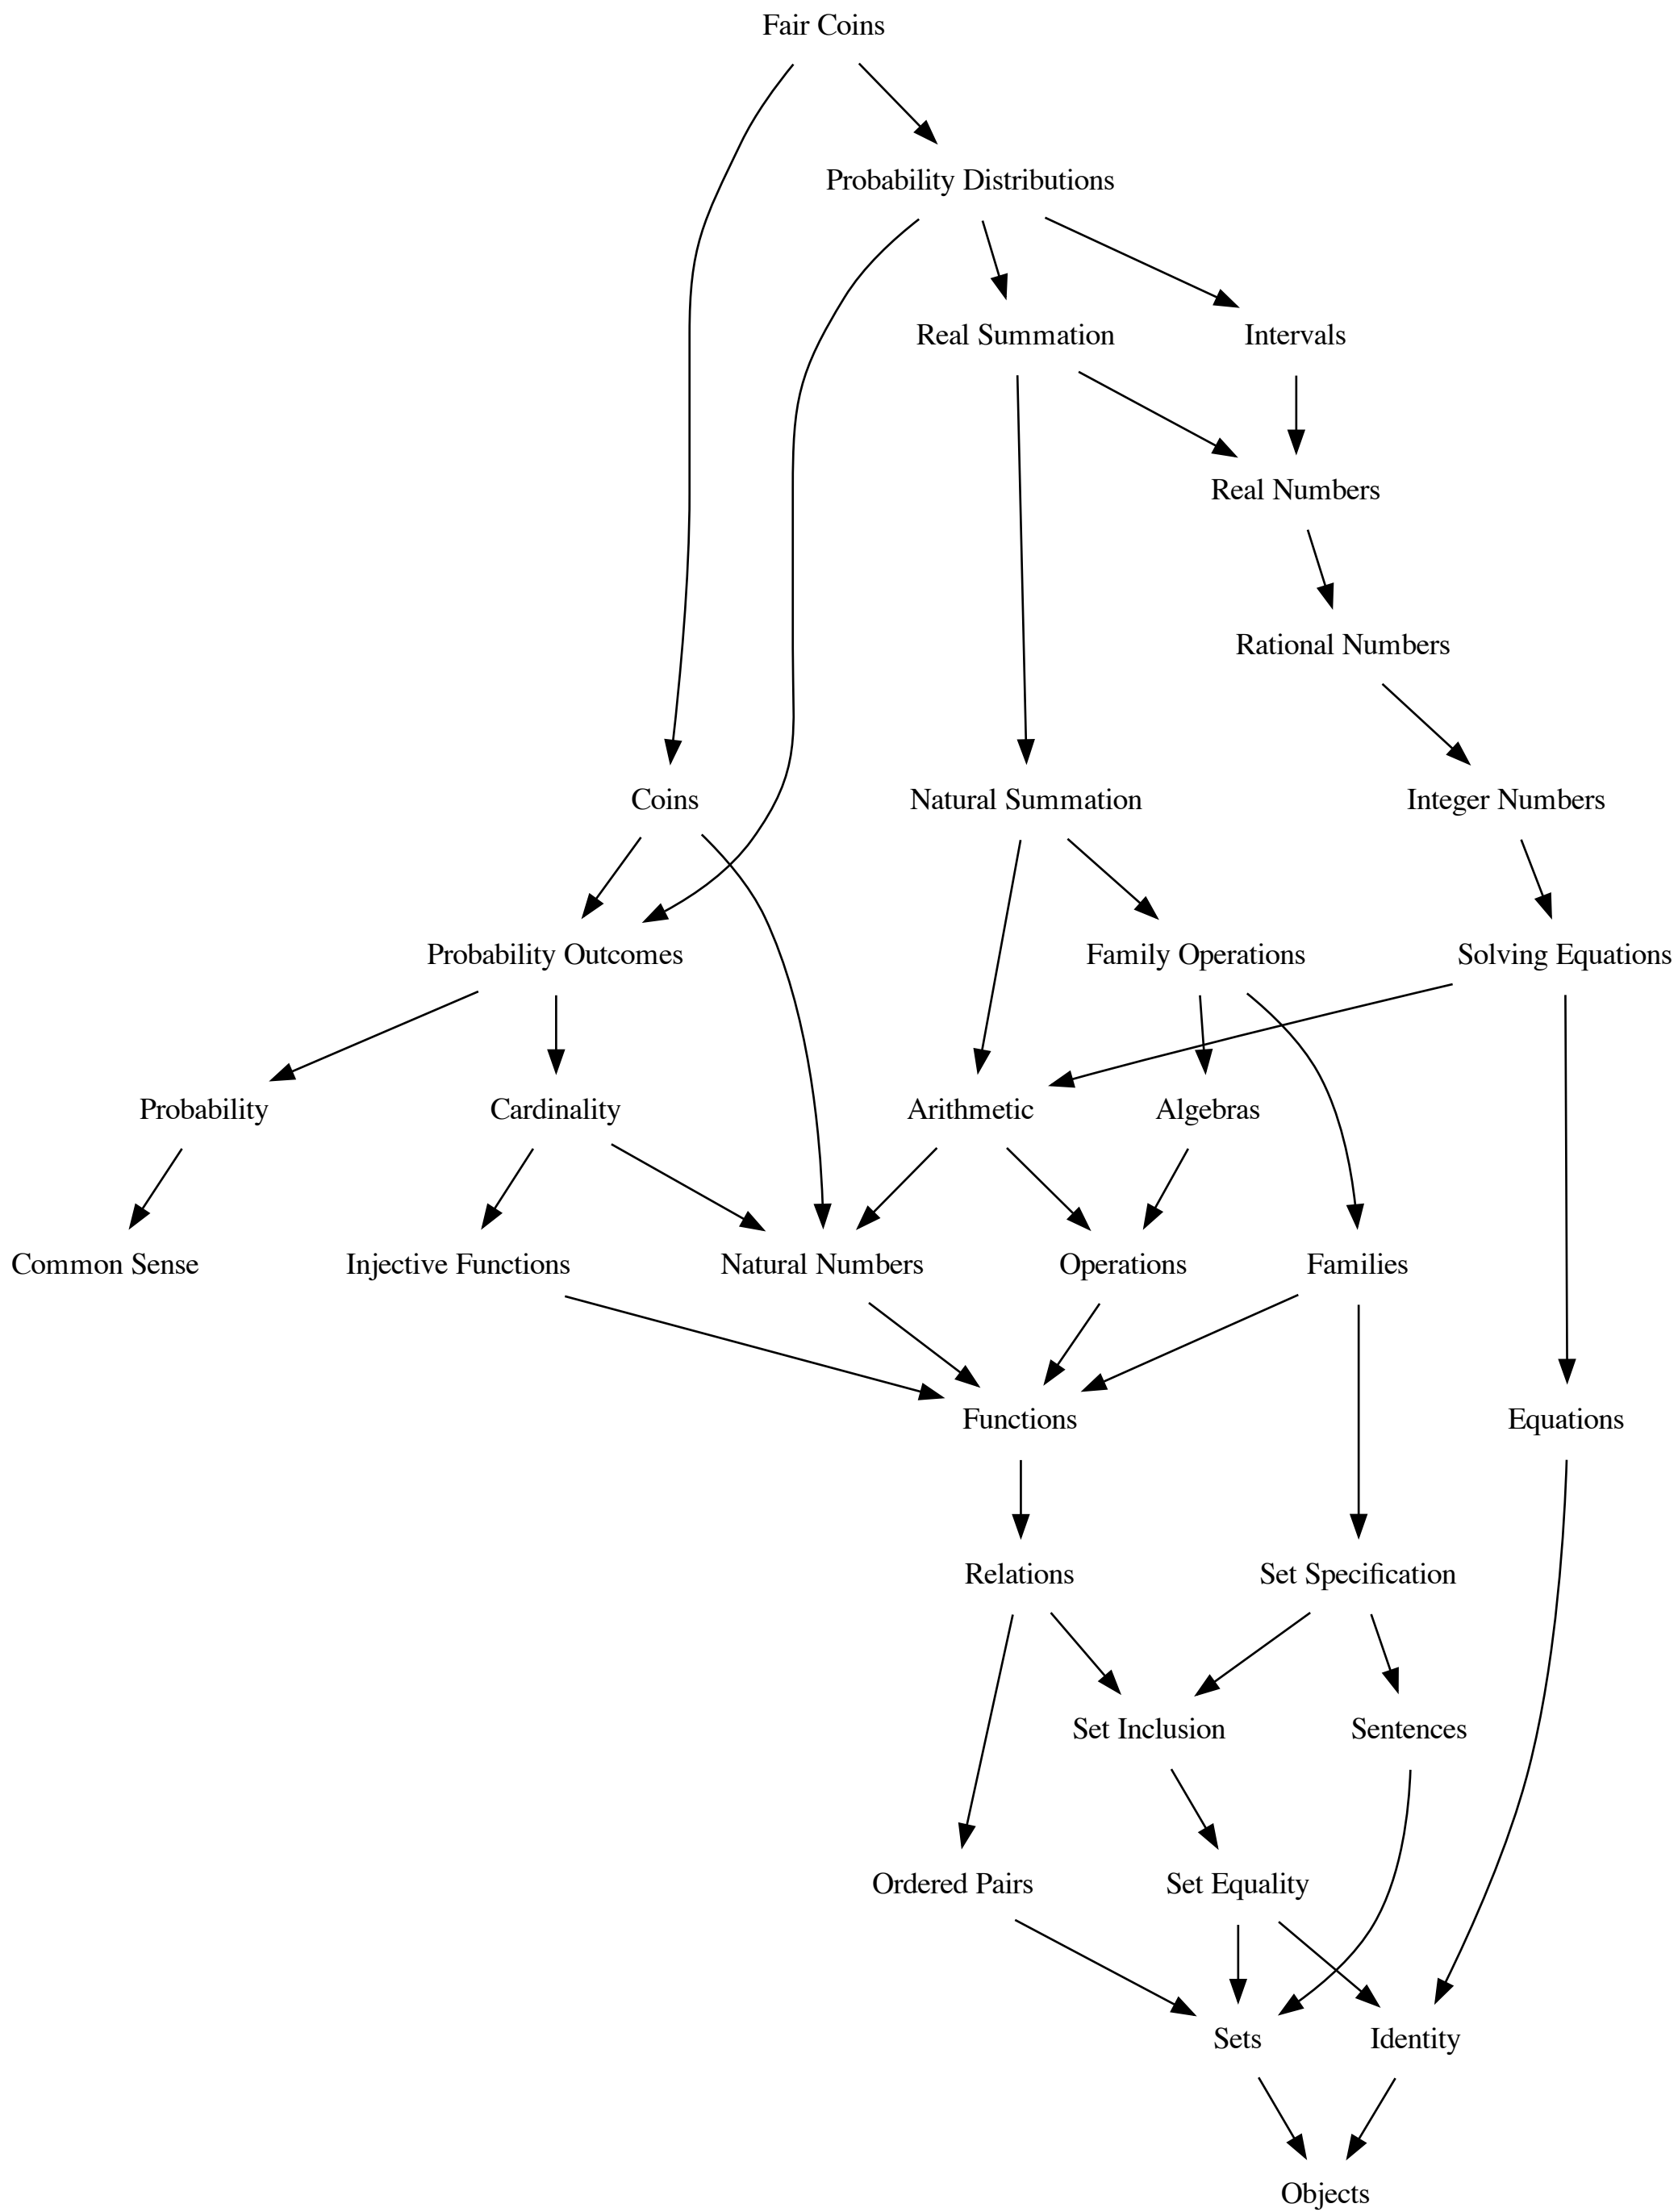 Fair Coins
Probability Distributions
Real Summation
Intervals
Real Numbers
Rational Numbers
Coins
Natural Summation
Integer Numbers
Probability Outcomes
Family Operations
Solving Equations
Probability
Cardinality
Arithmetic
Algebras
Common Sense
Injective Functions
Natural Numbers
Operations
Families
Functions
Equations
Relations
Set Specification
Set Inclusion
Sentences
Ordered Pairs
Set Equality
Sets
Identity
Objects